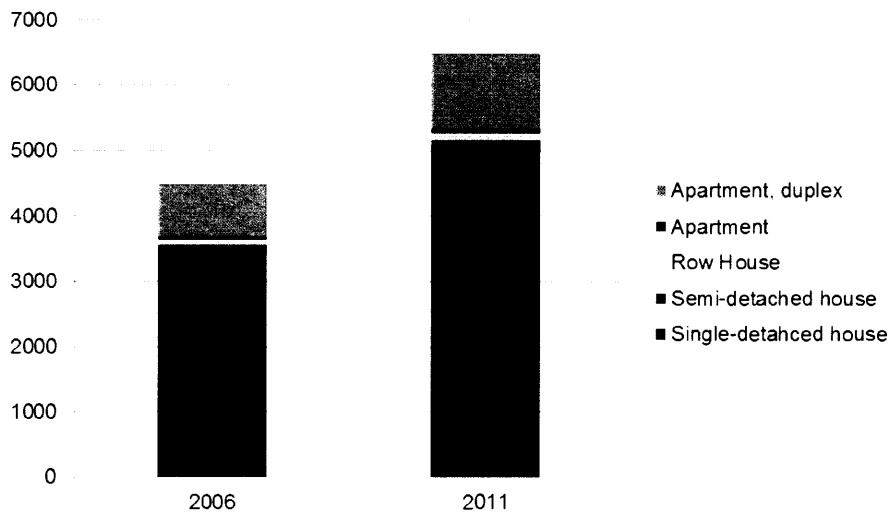 7000
6000
5000
4000
3000
2000
1000
0
2006
2011
Apartment, duplex
Apartment
Row House
Semi-detached house
Single-detahced house